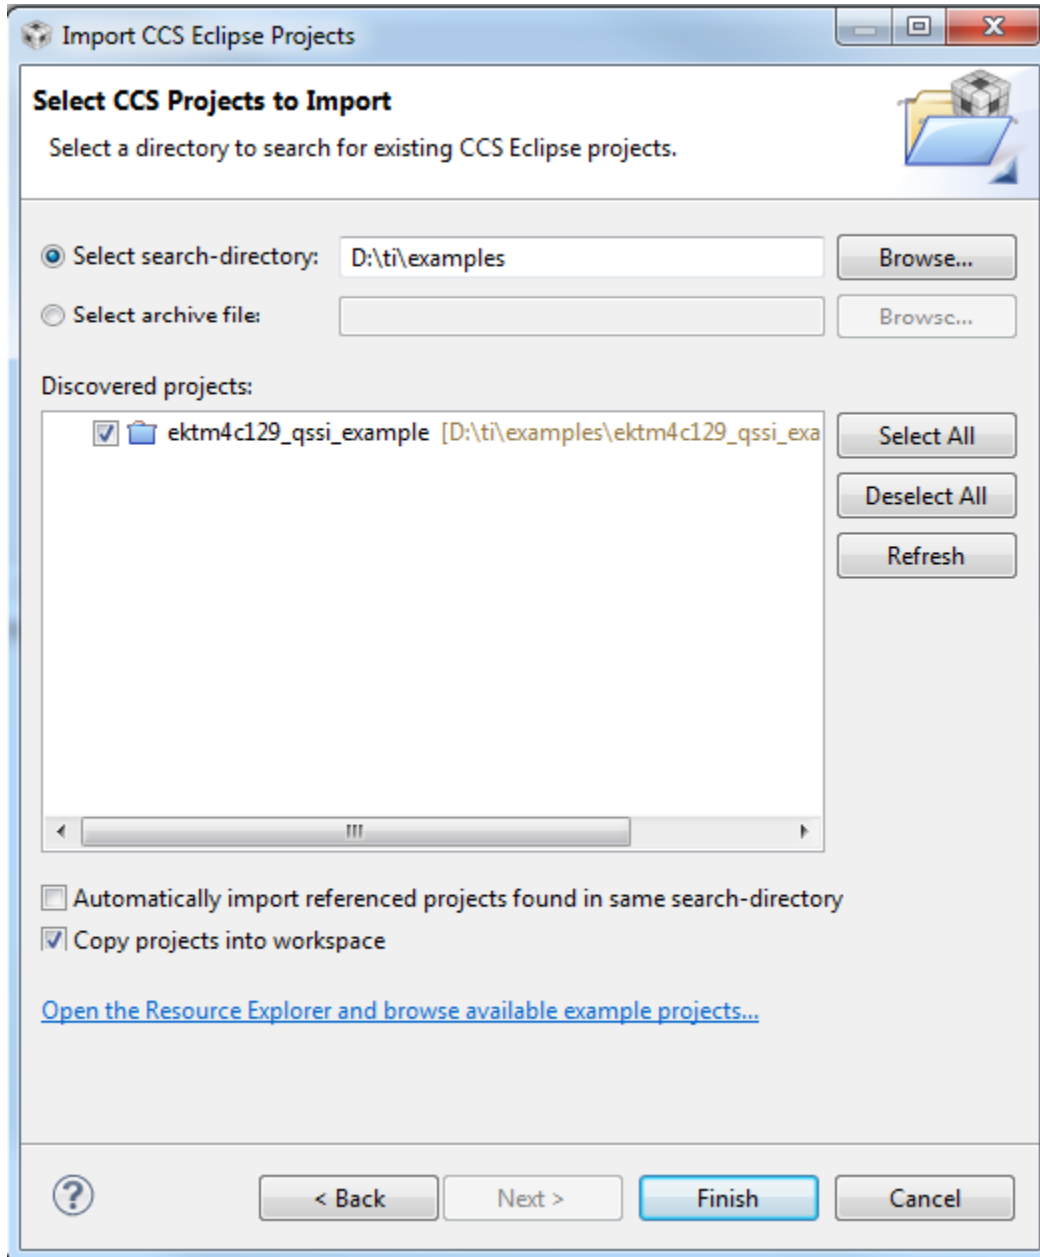 Import CCS Eclipse Projects
Select CCS Projects to Import
Select a directory to search for existing CCS Eclipse projects.
Select search-directory: D:\ti\examples Browse...
Select archive file: Browse...
Discovered projects:
ektm4c129_qssi_example [D:\ti\examples\ektm4c129_qssi_exa
Select All
Deselect All
Refresh
Automatically import referenced projects found in same search-directory
Copy projects into workspace
Open the Resource Explorer and browse available example projects...
? < Back Next > Finish Cancel